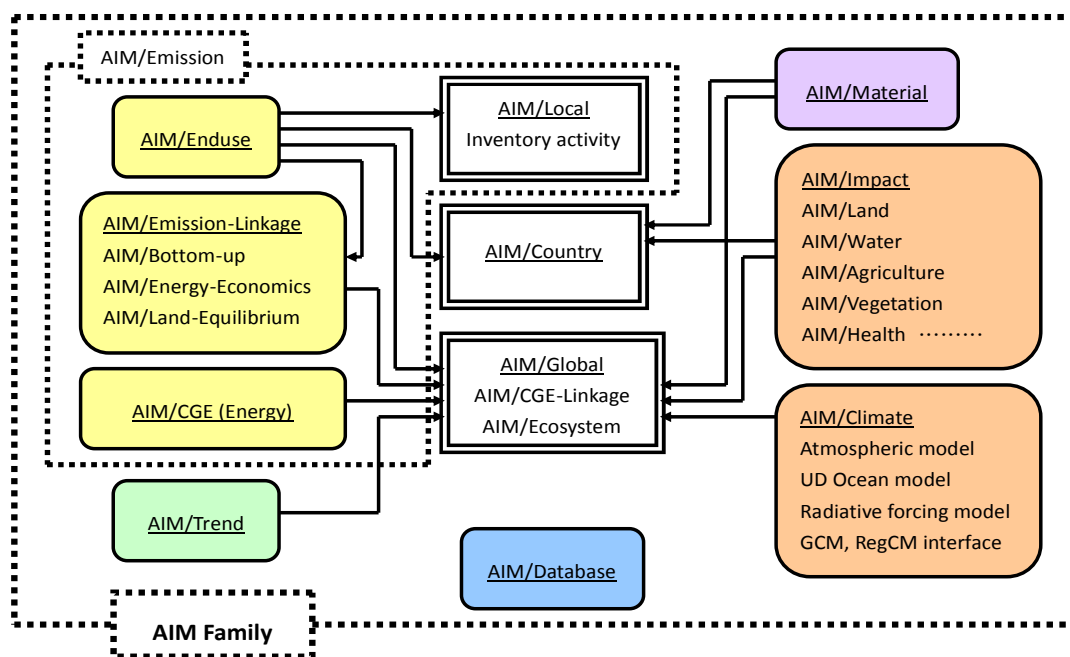 AIM/Emission
AIM/Enduse
AIM/Emission-Linkage
AIM/Bottom-up
AIM/Energy-Economics
AIM/Land-Equilibrium
AIM/CGE (Energy)
AIM/Trend
AIM/Local
Inventory activity
AIM/Country
AIM/Global
AIM/CGE-Linkage
AIM/Ecosystem
AIM/Database
AIM/Material
AIM/Impact
AIM/Land
AIM/Water
AIM/Agriculture
AIM/Vegetation
AIM/Health ………
AIM/Climate
Atmospheric model
UD Ocean model
Radiative forcing model
GCM, RegCM interface
AIM Family